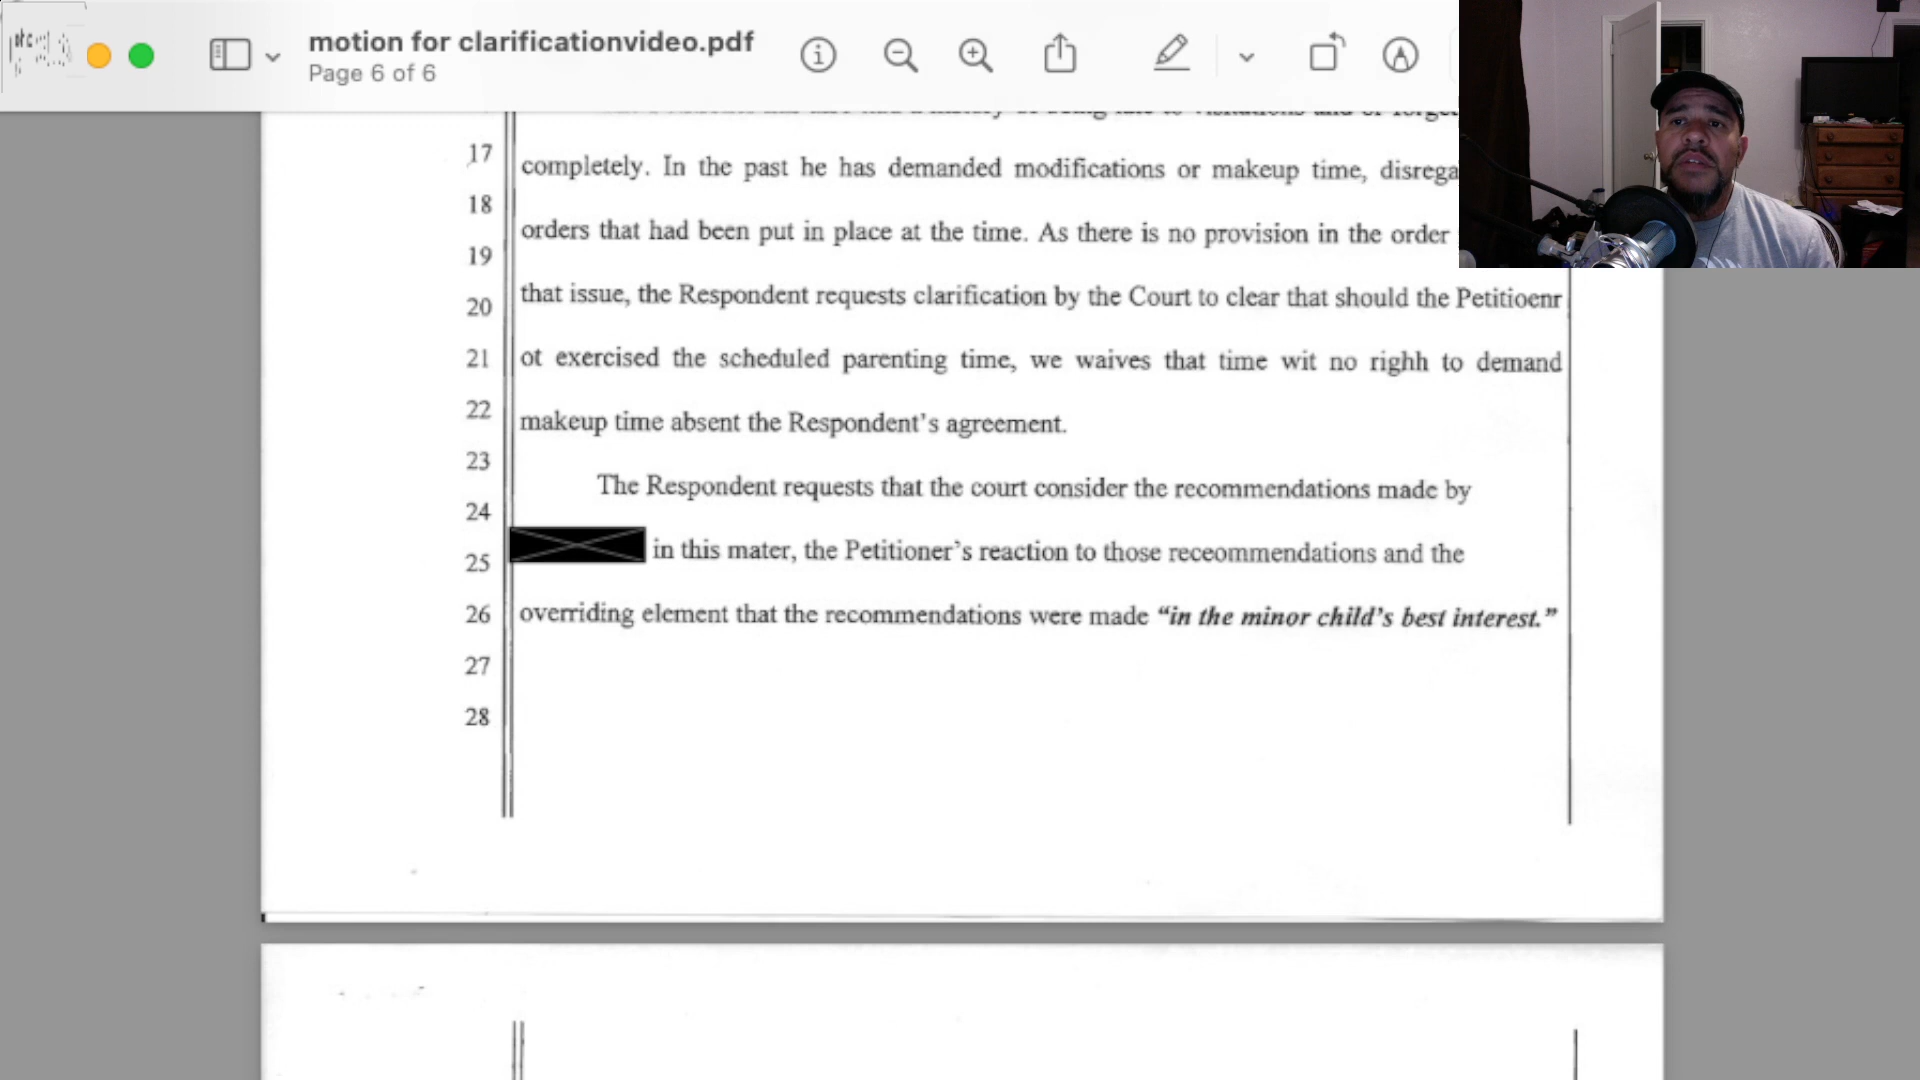 motion for clarificationvideo.pdf
Page 6 of 6
17
completely. In the past he has demanded modifications or makeup time,
18
orders that had been put in place at the time. As there is no provision in the order
19
that issue, the Respondent requests clarification by the Court to clear that should the Petitioenr
20
21 ot exercised the scheduled parenting time, we waives that time wit no righh to demand
22
makeup time absent the Respondent's agreement.
23
The Respondent requests that the court consider the recommendations made by
24
in this mater, the Petitioner's reaction to those receommendations and the
25
26 overriding element that the recommendations were made "in the minor child's best interest."
27
28